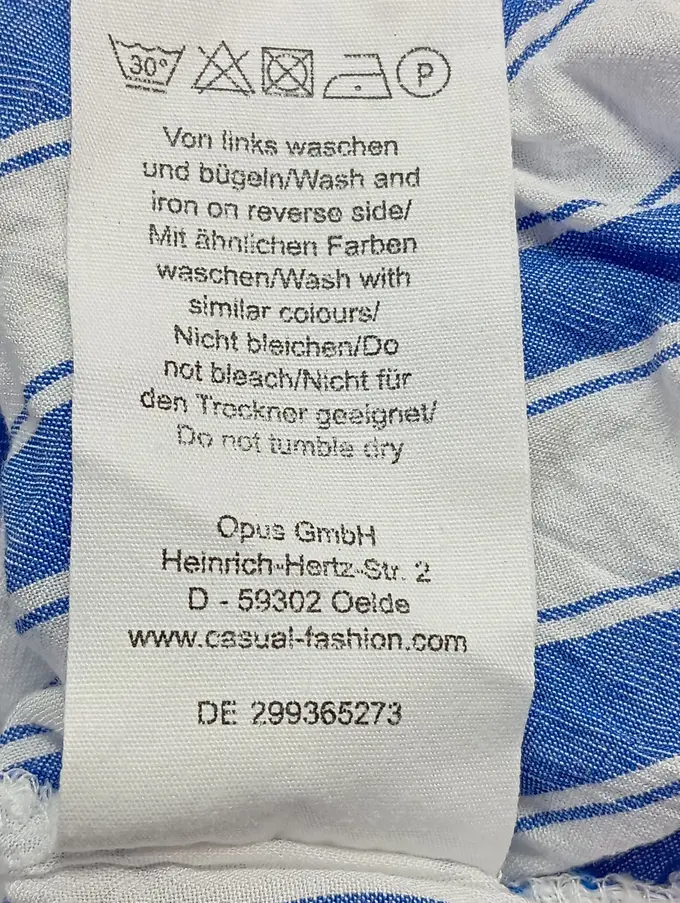 30°
P
Von links waschen
und bügeln/Wash and
iron on reverse side/
Mit ähnlichen Farben
waschen/Wash with
similar colours/
Nicht bleichen/Do
not bleach/Nicht für
den Trockner geeignet/
Do not tumble dry
Opus GmbH
Heinrich-Hertz-Str. 2
D - 59302 Oelde
www.casual-fashion.com
DE 299365273